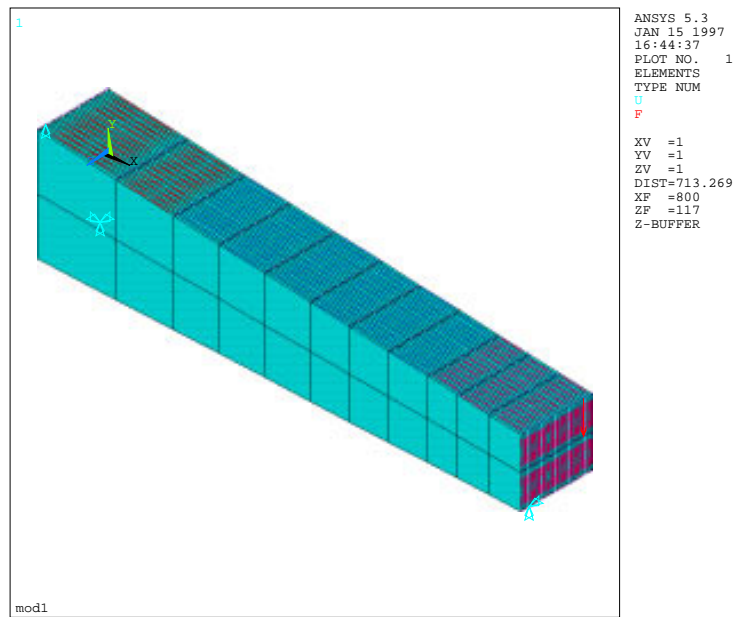 1
ANSYS 5.3
JAN 15 1997
16:44:37
PLOT NO. 1
ELEMENTS
TYPE NUM
U
F
XV =1
YV =1
ZV =1
DIST=713.269
XF =800
ZF =117
Z-BUFFER
Y
X
mod1